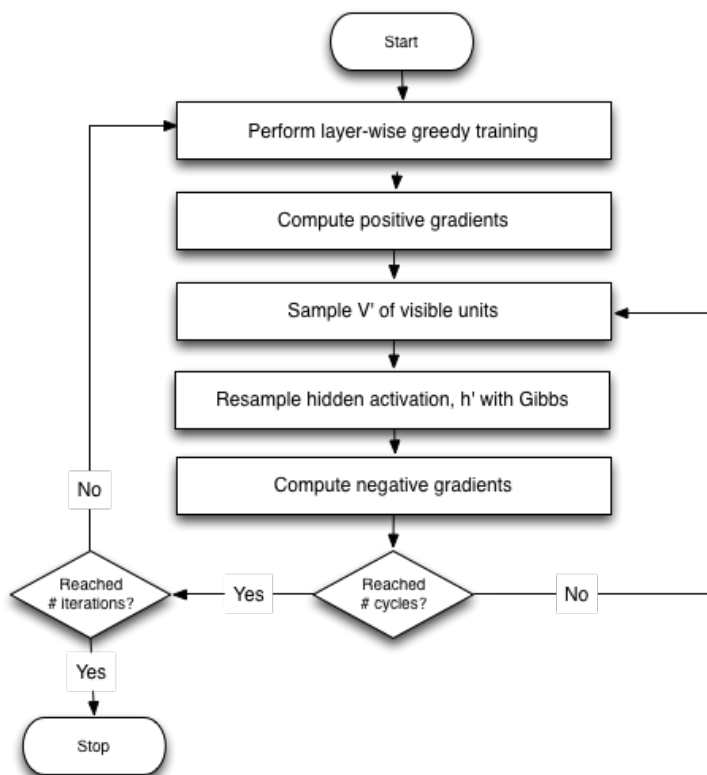 Start
Perform layer-wise greedy training
Compute positive gradients
Sample V' of visible units
Resample hidden activation, h' with Gibbs
Compute negative gradients
No
Reached
# iterations?
Yes
Reached
# cycles?
No
Yes
Stop